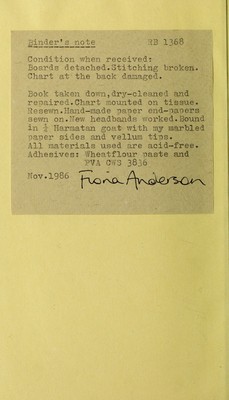 Binder's note HB 1368
Condition when received:
Boards detached.Stitching broken.
Chart at the back damaged.
Book taken down,dry-cleaned and
repaired.Chart mounted on tissue.
Resewn.Hand-made paper end-papers
sewn on.New headbands worked.Bound
in ¼ Harmatan goat with my marbled
paper sides and vellum tips.
All materials used are acid-free.
Adhesives: Wheatflour paste and
PVA CWS 3836
Nov.1986 Fiona Anderson